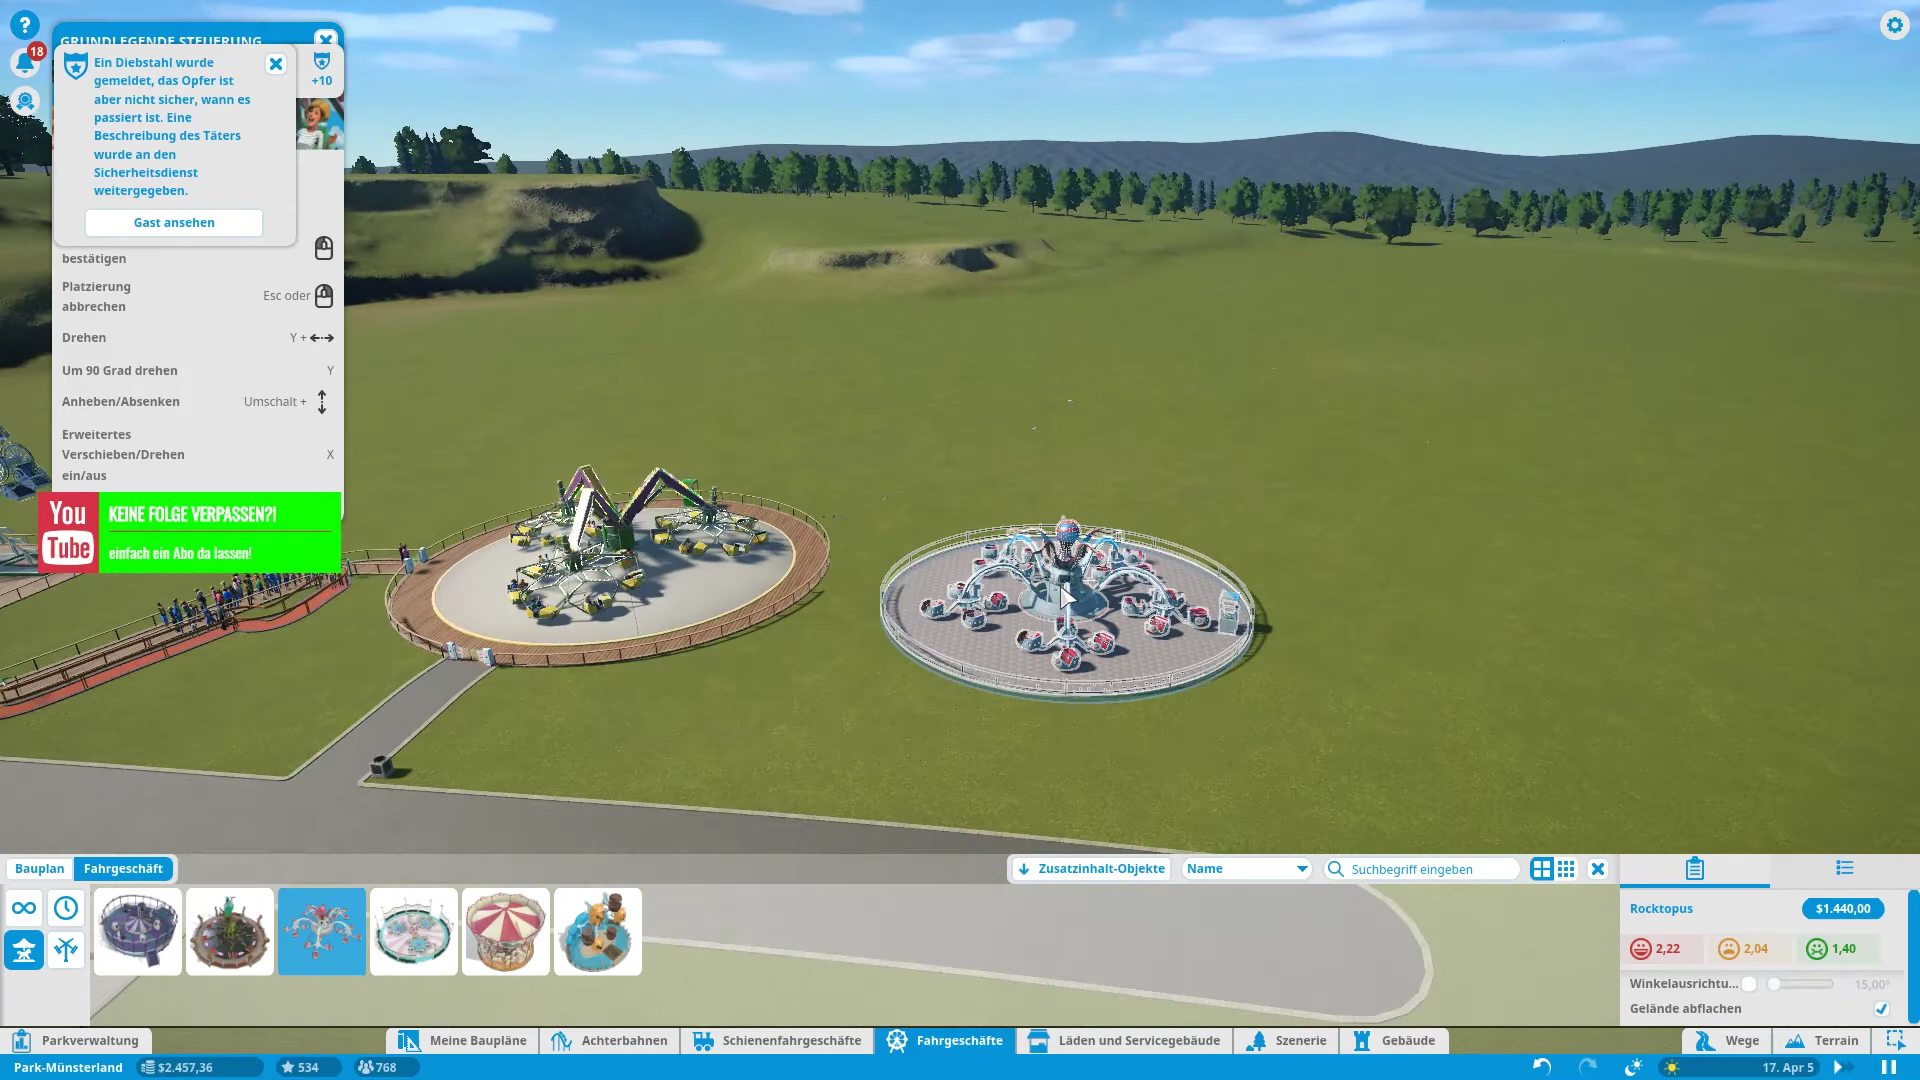 ?
GRUNDLEGENDE STEUERUNG
18
Ein Diebstahl wurde
gemeldet, das Opfer ist
aber nicht sicher, wann es
passiert ist. Eine
Beschreibung des Täters
wurde an den
Sicherheitsdienst
weitergegeben.
+10
Gast ansehen
bestätigen
Platzierung
abbrechen
Esc oder
Drehen
Y +
Um 90 Grad drehen
Y
Anheben/Absenken
Umschalt +
Erweitertes
Verschieben/Drehen
ein/aus
X
You
Tube
KEINE FOLGE VERPASSEN?!
einfach ein Abo da lassen!
Bauplan
Fahrgeschäft
Zusatzinhalt-Objekte
Name
Suchbegriff eingeben
Rocktopus
$1.440,00
2,22
2,04
1,40
Winkelausrichtu...
15,00°
Gelände abflachen
Parkverwaltung
Meine Baupläne
Achterbahnen
Schienenfahrgeschäfte
Fahrgeschäfte
Läden und Servicegebäude
Szenerie
Gebäude
Wege
Terrain
Park-Münsterland
$2.457,36
534
768
17. Apr 5